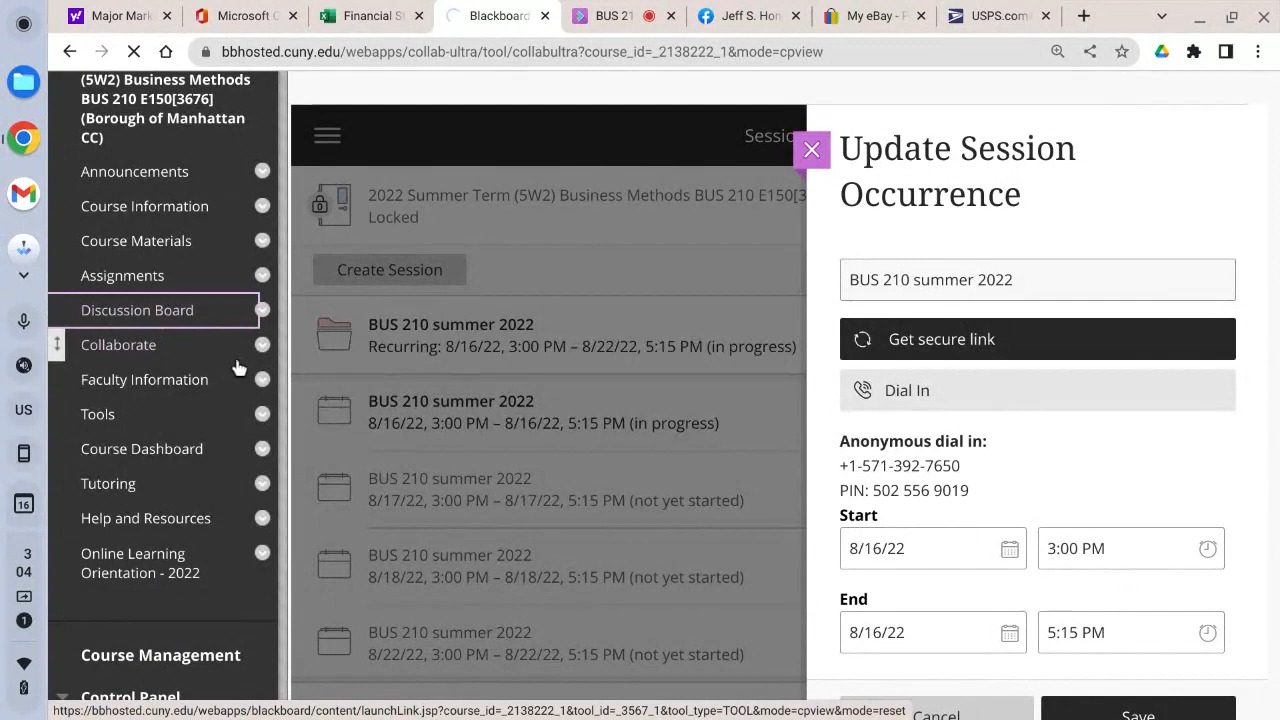 Major Mark
Microsoft O
Financial St
Blackboard
BUS 21
Jeff S. Hon
My eBay - P
USPS.com
bbhosted.cuny.edu/webapps/collab-ultra/tool/collabultra?course_id=_2138222_1&mode=cpview
(5W2) Business Methods
BUS 210 E150[3676]
(Borough of Manhattan
CC)
Announcements
Course Information
Course Materials
Assignments
Discussion Board
Collaborate
Faculty Information
Tools
Course Dashboard
Tutoring
Help and Resources
Online Learning
Orientation - 2022
Course Management
Control Panel
US
16
3
04
1
Sessio
2022 Summer Term (5W2) Business Methods BUS 210 E150[3
Locked
Create Session
BUS 210 summer 2022
Recurring: 8/16/22, 3:00 PM – 8/22/22, 5:15 PM (in progress)
BUS 210 summer 2022
8/16/22, 3:00 PM – 8/16/22, 5:15 PM (in progress)
BUS 210 summer 2022
8/17/22, 3:00 PM – 8/17/22, 5:15 PM (not yet started)
BUS 210 summer 2022
8/18/22, 3:00 PM – 8/18/22, 5:15 PM (not yet started)
BUS 210 summer 2022
8/22/22, 3:00 PM – 8/22/22, 5:15 PM (not yet started)
Update Session
Occurrence
BUS 210 summer 2022
Get secure link
Dial In
Anonymous dial in:
+1-571-392-7650
PIN: 502 556 9019
Start
8/16/22 3:00 PM
End
8/16/22 5:15 PM
Cancel Save
https://bbhosted.cuny.edu/webapps/blackboard/content/launchLink.jsp?course_id=_2138222_1&tool_id=_3567_1&tool_type=TOOL&mode=cpview&mode=reset